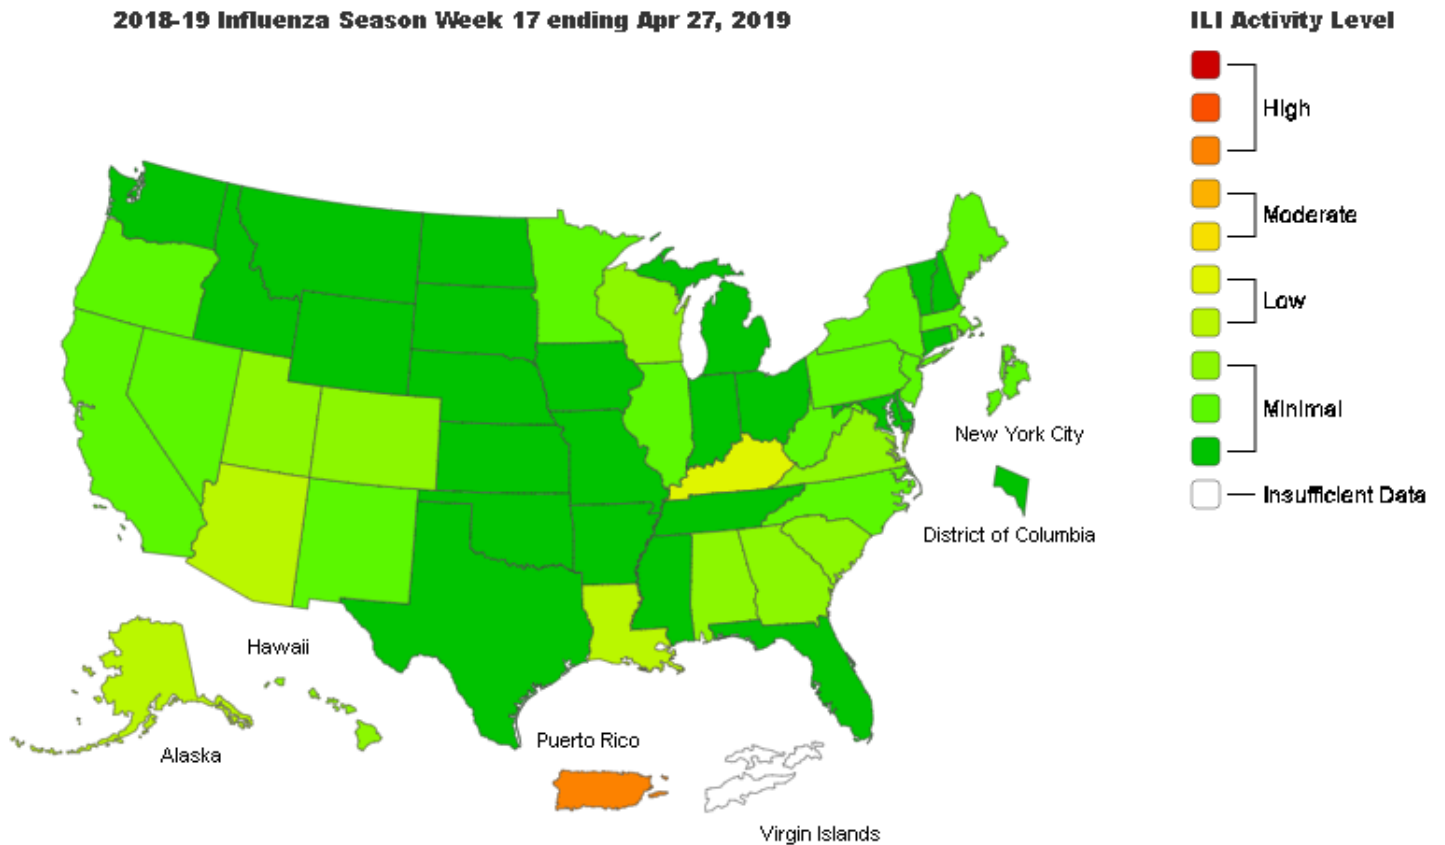 2018-19 Influenza Season Week 17 ending Apr 27, 2019
ILI Activity Level
High
Moderate
Low
Minimal
Insufficient Data
New York City
District of Columbia
Hawaii
Alaska
Puerto Rico
Virgin Islands